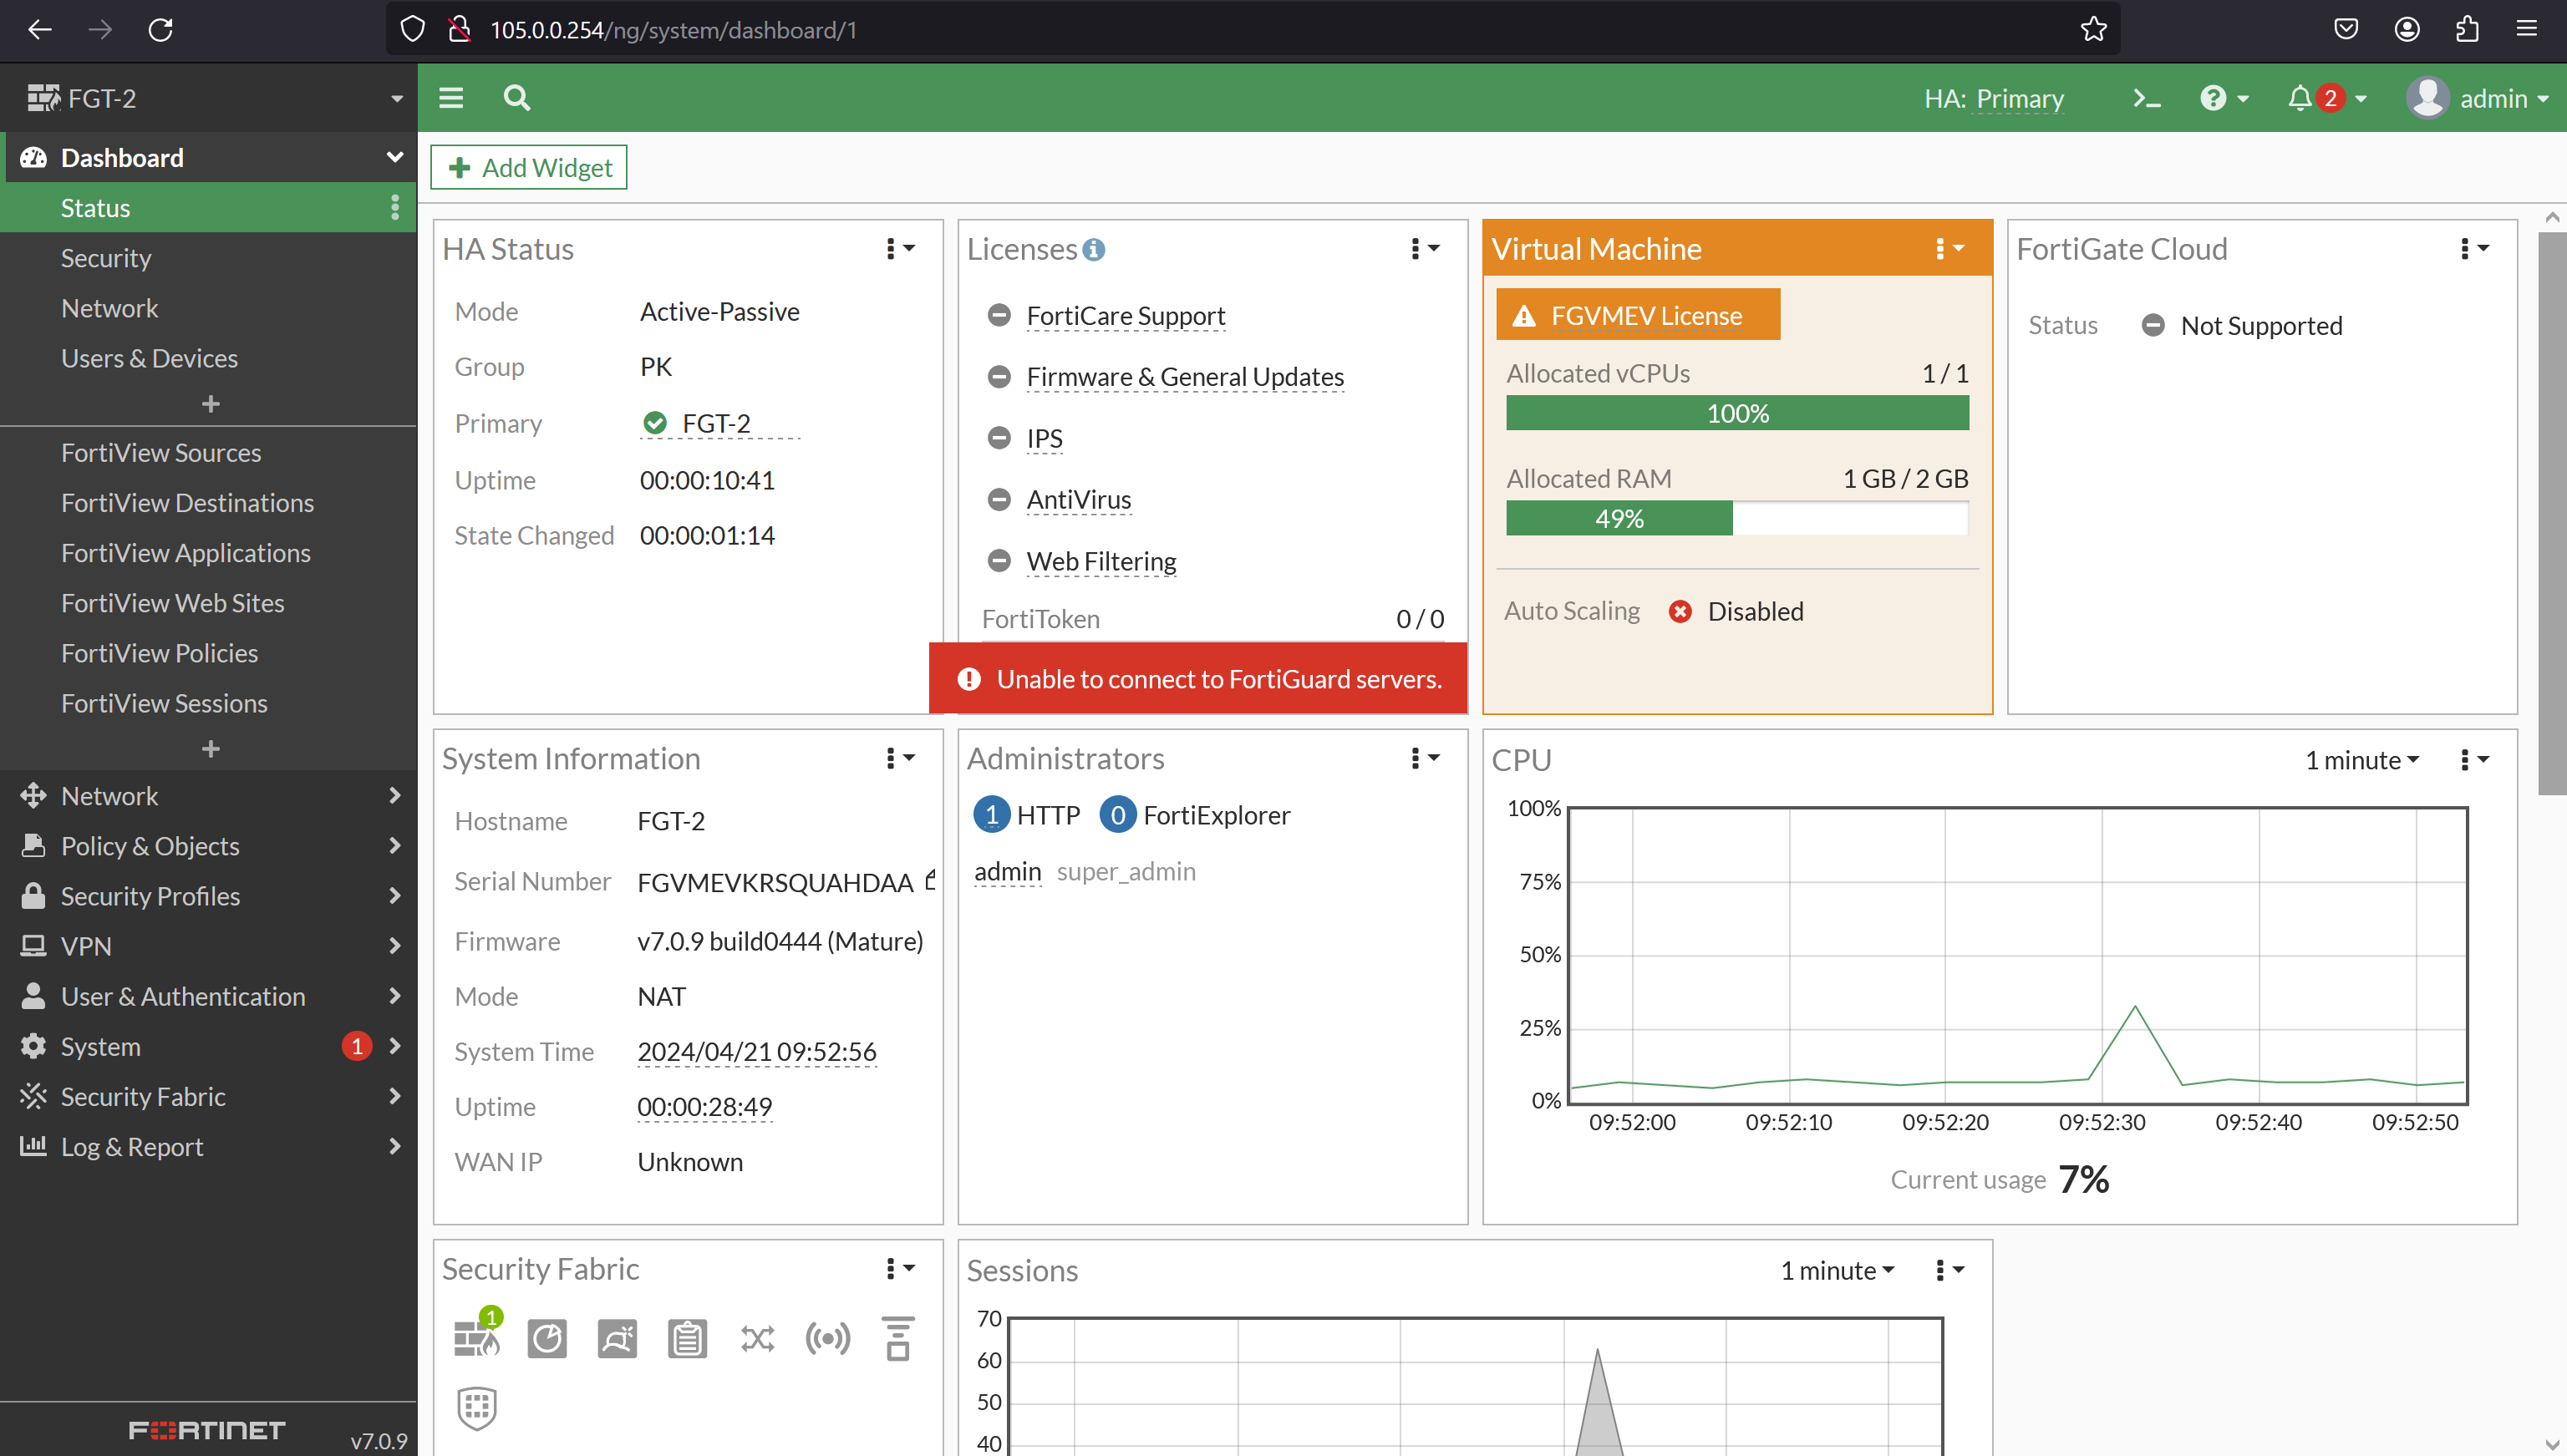 105.0.0.254/ng/system/dashboard/1
FGT-2
HA: Primary
2
admin
Dashboard
Status
Security
Network
Users & Devices
FortiView Sources
FortiView Destinations
FortiView Applications
FortiView Web Sites
FortiView Policies
FortiView Sessions
Network
Policy & Objects
Security Profiles
VPN
User & Authentication
System 1
Security Fabric
Log & Report
FORTINET
v7.0.9
Add Widget
HA Status
Mode Active-Passive
Group PK
Primary FGT-2
Uptime 00:00:10:41
State Changed 00:00:01:14
Licenses
FortiCare Support
Firmware & General Updates
IPS
AntiVirus
Web Filtering
FortiToken 0 / 0
Unable to connect to FortiGuard servers.
Virtual Machine
FGVMEV License
Allocated vCPUs 1 / 1
100%
Allocated RAM 1 GB / 2 GB
49%
Auto Scaling Disabled
FortiGate Cloud
Status Not Supported
System Information
Hostname FGT-2
Serial Number FGVMEVKRSQUAHDAA
Firmware v7.0.9 build0444 (Mature)
Mode NAT
System Time 2024/04/21 09:52:56
Uptime 00:00:28:49
WAN IP Unknown
Administrators
1 HTTP 0 FortiExplorer
admin super_admin
CPU
1 minute
100%
75%
50%
25%
0%
09:52:00 09:52:10 09:52:20 09:52:30 09:52:40 09:52:50
Current usage 7%
Security Fabric
1
Sessions
1 minute
70
60
50
40